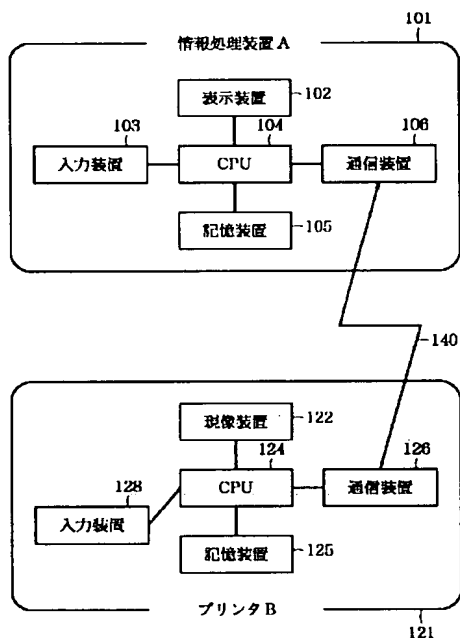 101
情報処理装置A
表示装置
102
103
104
106
入力装置
CPU
通信装置
記憶装置
105
140
現像装置
122
124
126
128
CPU
通信装置
入力装置
記憶装置
125
プリンタB
121